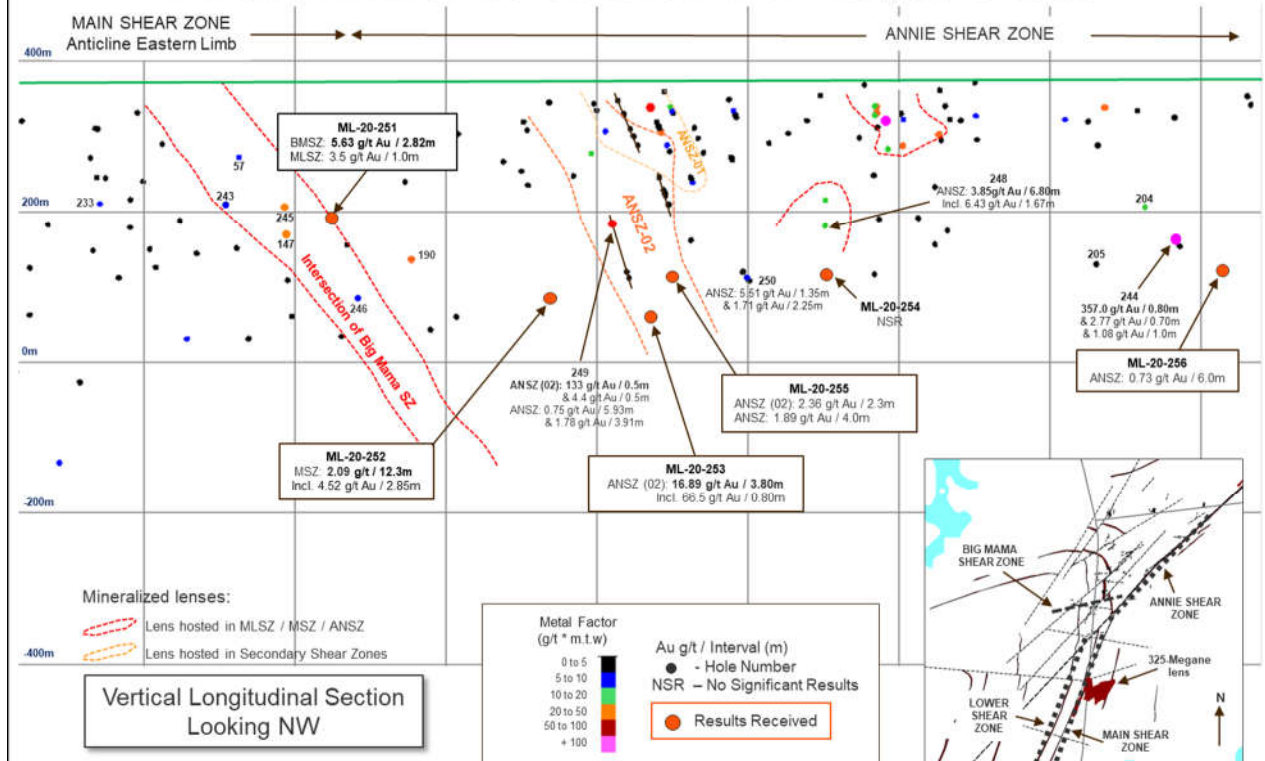 MAIN SHEAR ZONE
Anticline Eastern Limb
ANNIE SHEAR ZONE
400m
200m
0m
-200m
-400m
ML-20-251
BMSZ: 5.63 g/t Au / 2.82m
MLSZ: 3.5 g/t Au / 1.0m
57
233
243
245
147
190
246
Intersection of Big Mama SZ
ANSZ-01
ANSZ-02
248
ANSZ: 3.85g/t Au / 6.80m
Incl. 6.43 g/t Au / 1.67m
204
205
250
ANSZ: 5.51 g/t Au / 1.35m
& 1.71 g/t Au / 2.25m
ML-20-254
NSR
244
357.0 g/t Au / 0.80m
& 2.77 g/t Au / 0.70m
& 1.08 g/t Au / 1.0m
ML-20-256
ANSZ: 0.73 g/t Au / 6.0m
249
ANSZ (02): 133 g/t Au / 0.5m
& 4.4 g/t Au / 0.5m
ANSZ: 0.75 g/t Au / 5.93m
& 1.78 g/t Au / 3.91m
ML-20-255
ANSZ (02): 2.36 g/t Au / 2.3m
ANSZ: 1.89 g/t Au / 4.0m
ML-20-252
MSZ: 2.09 g/t / 12.3m
Incl. 4.52 g/t Au / 2.85m
ML-20-253
ANSZ (02): 16.89 g/t Au / 3.80m
Incl. 66.5 g/t Au / 0.80m
Mineralized lenses:
Lens hosted in MLSZ / MSZ / ANSZ
Lens hosted in Secondary Shear Zones
Vertical Longitudinal Section
Looking NW
Metal Factor
(g/t * m.t.w)
0 to 5
5 to 10
10 to 20
20 to 50
50 to 100
+ 100
Au g/t / Interval (m)
- Hole Number
NSR – No Significant Results
Results Received
BIG MAMA
SHEAR ZONE
ANNIE SHEAR
ZONE
325-Megane
lens
LOWER
SHEAR
ZONE
MAIN SHEAR
ZONE
N